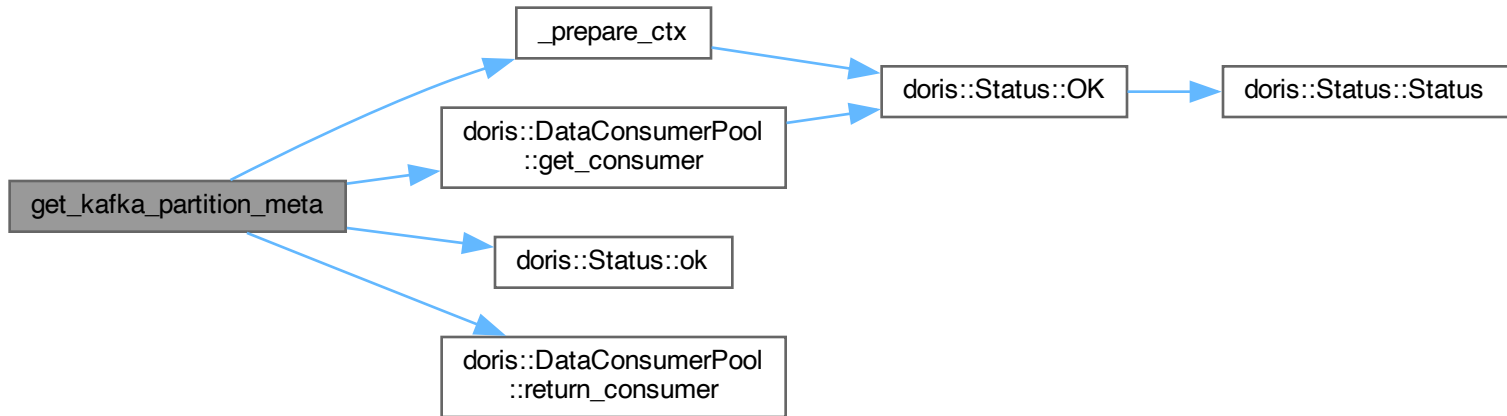 _prepare_ctx
doris::Status::OK
doris::Status::Status
doris::DataConsumerPool
::get_consumer
get_kafka_partition_meta
doris::Status::ok
doris::DataConsumerPool
::return_consumer